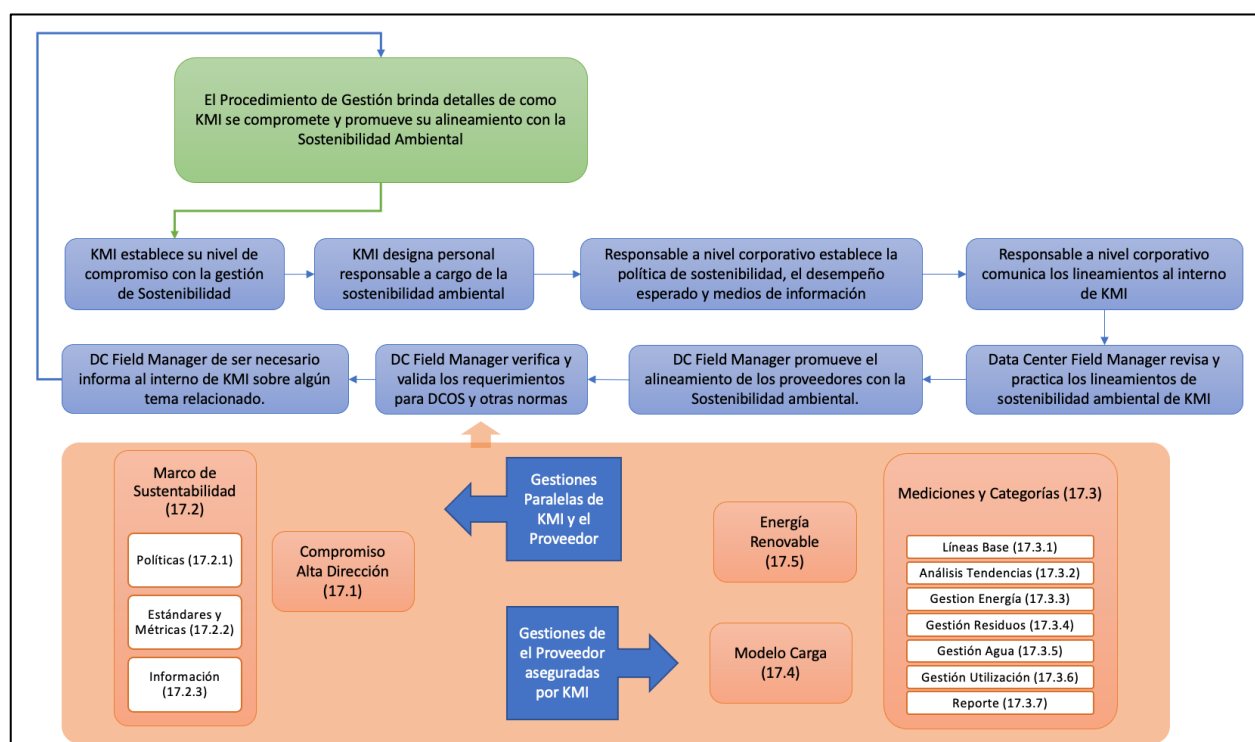 El Procedimiento de Gestión brinda detalles de como
KMI se compromete y promueve su alineamiento con la
Sostenibilidad Ambiental
KMI establece su nivel de
compromiso con la gestión
de Sostenibilidad
KMI designa personal
responsable a cargo de la
sostenibilidad ambiental
Responsable a nivel corporativo establece la
política de sostenibilidad, el desempeño
esperado y medios de información
Responsable a nivel corporativo
comunica los lineamientos al interno
de KMI
DC Field Manager de ser necesario
informa al interno de KMI sobre algún
tema relacionado.
DC Field Manager verifica y
valida los requerimientos
para DCOS y otras normas
DC Field Manager promueve el
alineamiento de los proveedores con la
Sostenibilidad ambiental.
Data Center Field Manager revisa y
practica los lineamientos de
sostenibilidad ambiental de KMI
Marco de
Sustentabilidad
(17.2)
Políticas (17.2.1)
Estándares y
Métricas (17.2.2)
Información
(17.2.3)
Compromiso
Alta Dirección
(17.1)
Gestiones
Paralelas de
KMI y el
Proveedor
Gestiones de
el Proveedor
aseguradas
por KMI
Energía
Renovable
(17.5)
Modelo Carga
(17.4)
Mediciones y Categorías (17.3)
Líneas Base (17.3.1)
Análisis Tendencias (17.3.2)
Gestion Energía (17.3.3)
Gestión Residuos (17.3.4)
Gestión Agua (17.3.5)
Gestión Utilización (17.3.6)
Reporte (17.3.7)